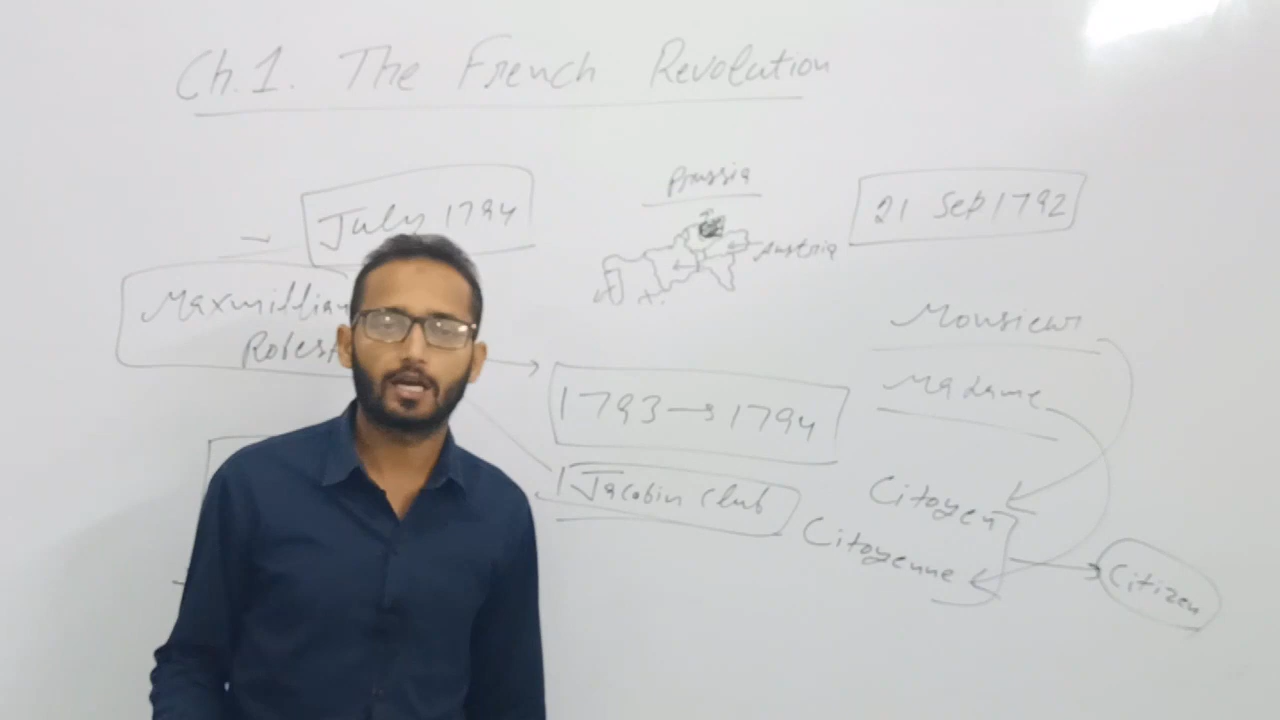 Ch.1. The French Revolution
July 1794
Prussia
Austria
21 Sep 1792
Maxmillian
Robesp
1793 → 1794
Jacobin Club
Monsieur
Madame
Citoyen
Citoyenne
Citizen